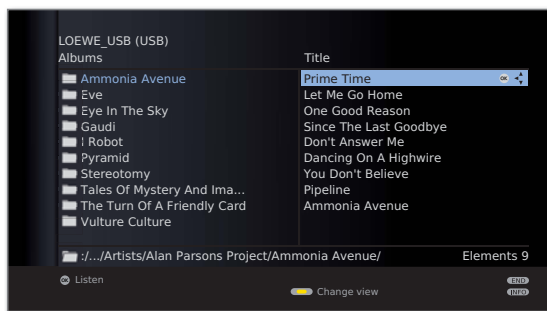 LOEWE_USB (USB)
Albums Title
Ammonia Avenue Prime Time OK
Eve Let Me Go Home
Eye In The Sky One Good Reason
Gaudi Since The Last Goodbye
I Robot Don't Answer Me
Pyramid Dancing On A Highwire
Stereotomy You Don't Believe
Tales Of Mystery And Ima... Pipeline
The Turn Of A Friendly Card Ammonia Avenue
Vulture Culture
:/.../Artists/Alan Parsons Project/Ammonia Avenue/ Elements 9
OK Listen END
Change view INFO